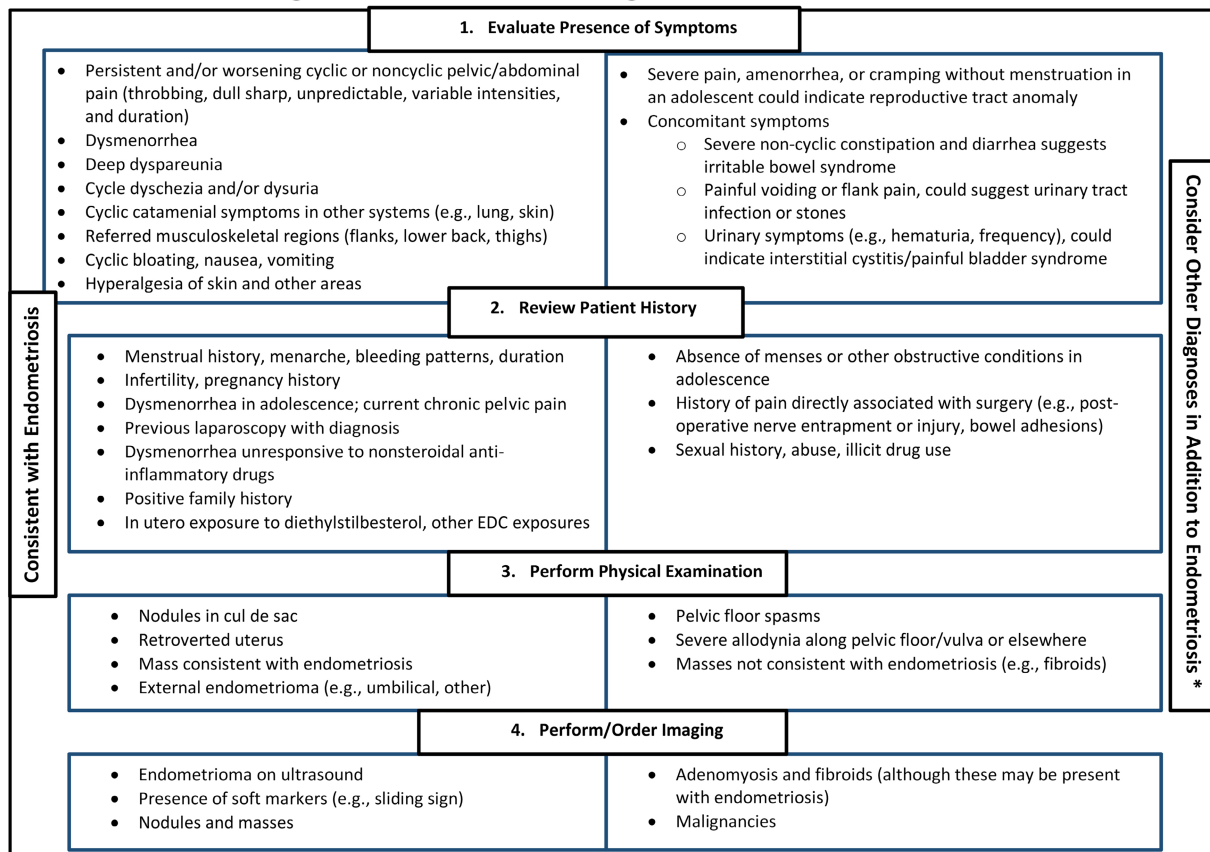 1. Evaluate Presence of Symptoms
• Persistent and/or worsening cyclic or noncyclic pelvic/abdominal
pain (throbbing, dull sharp, unpredictable, variable intensities,
and duration)
• Dysmenorrhea
• Deep dyspareunia
• Cycle dyschezia and/or dysuria
• Cyclic catamenial symptoms in other systems (e.g., lung, skin)
• Referred musculoskeletal regions (flanks, lower back, thighs)
• Cyclic bloating, nausea, vomiting
• Hyperalgesia of skin and other areas
• Severe pain, amenorrhea, or cramping without menstruation in
an adolescent could indicate reproductive tract anomaly
• Concomitant symptoms
o Severe non-cyclic constipation and diarrhea suggests
irritable bowel syndrome
o Painful voiding or flank pain, could suggest urinary tract
infection or stones
o Urinary symptoms (e.g., hematuria, frequency), could
indicate interstitial cystitis/painful bladder syndrome
2. Review Patient History
• Menstrual history, menarche, bleeding patterns, duration
• Infertility, pregnancy history
• Dysmenorrhea in adolescence; current chronic pelvic pain
• Previous laparoscopy with diagnosis
• Dysmenorrhea unresponsive to nonsteroidal anti-
inflammatory drugs
• Positive family history
• In utero exposure to diethylstilbesterol, other EDC exposures
• Absence of menses or other obstructive conditions in
adolescence
• History of pain directly associated with surgery (e.g., post-
operative nerve entrapment or injury, bowel adhesions)
• Sexual history, abuse, illicit drug use
3. Perform Physical Examination
• Nodules in cul de sac
• Retroverted uterus
• Mass consistent with endometriosis
• External endometrioma (e.g., umbilical, other)
• Pelvic floor spasms
• Severe allodynia along pelvic floor/vulva or elsewhere
• Masses not consistent with endometriosis (e.g., fibroids)
4. Perform/Order Imaging
• Endometrioma on ultrasound
• Presence of soft markers (e.g., sliding sign)
• Nodules and masses
• Adenomyosis and fibroids (although these may be present
with endometriosis)
• Malignancies
Consistent with Endometriosis
Consider Other Diagnoses in Addition to Endometriosis *